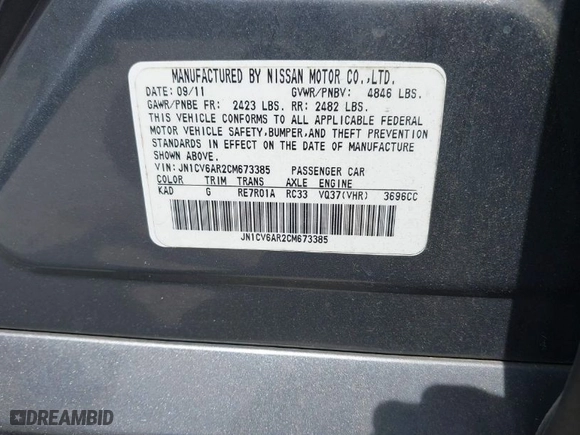 MANUFACTURED BY NISSAN MOTOR CO.,LTD.
DATE: 09/11 GVWR/PNBV: 4846 LBS.
GAWR/PNBE FR: 2423 LBS. RR: 2482 LBS.
THIS VEHICLE CONFORMS TO ALL APPLICABLE FEDERAL
MOTOR VEHICLE SAFETY,BUMPER,AND THEFT PREVENTION
STANDARDS IN EFFECT ON THE DATE OF MANUFACTURE
SHOWN ABOVE.
VIN: JN1CV6AR2CM673385 PASSENGER CAR
COLOR TRIM TRANS AXLE ENGINE
KAD G RE7R01A RC33 VQ37(VHR) 3696CC
JN1CV6AR2CM673385
DREAMBID